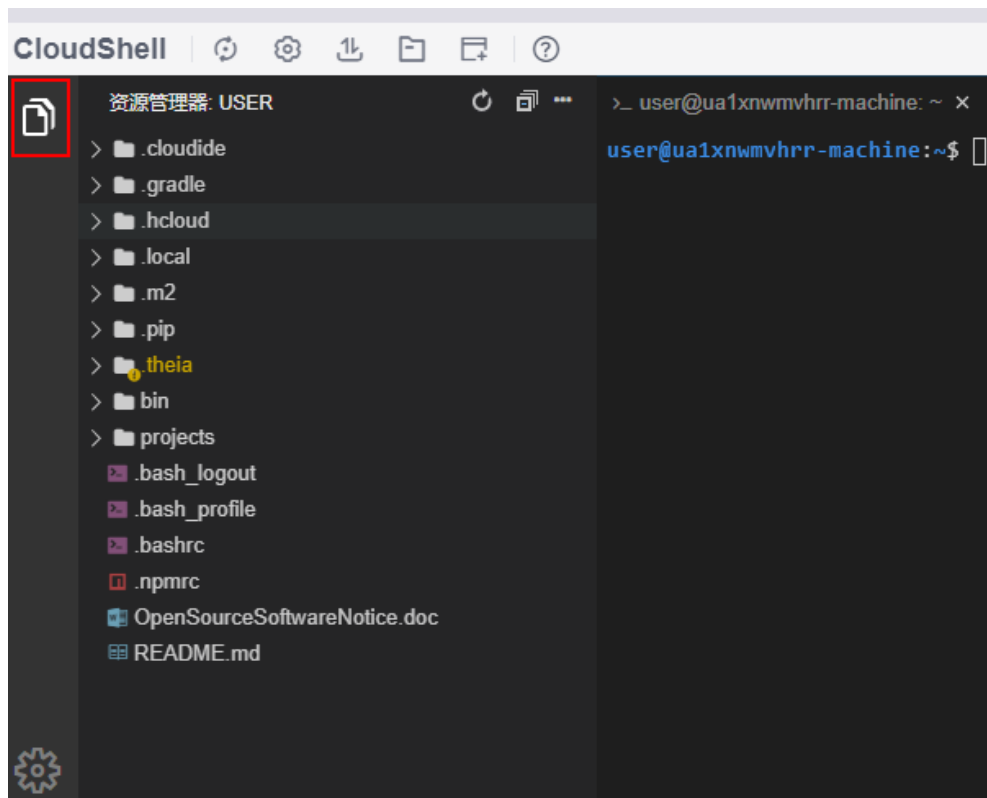 CloudShell
资源管理器: USER
>_ user@ua1xnwmvhrr-machine: ~ ×
.cloudide
user@ua1xnwmvhrr-machine:~$
.gradle
.hcloud
.local
.m2
.pip
.theia
bin
projects
.bash_logout
.bash_profile
.bashrc
.npmrc
OpenSourceSoftwareNotice.doc
README.md